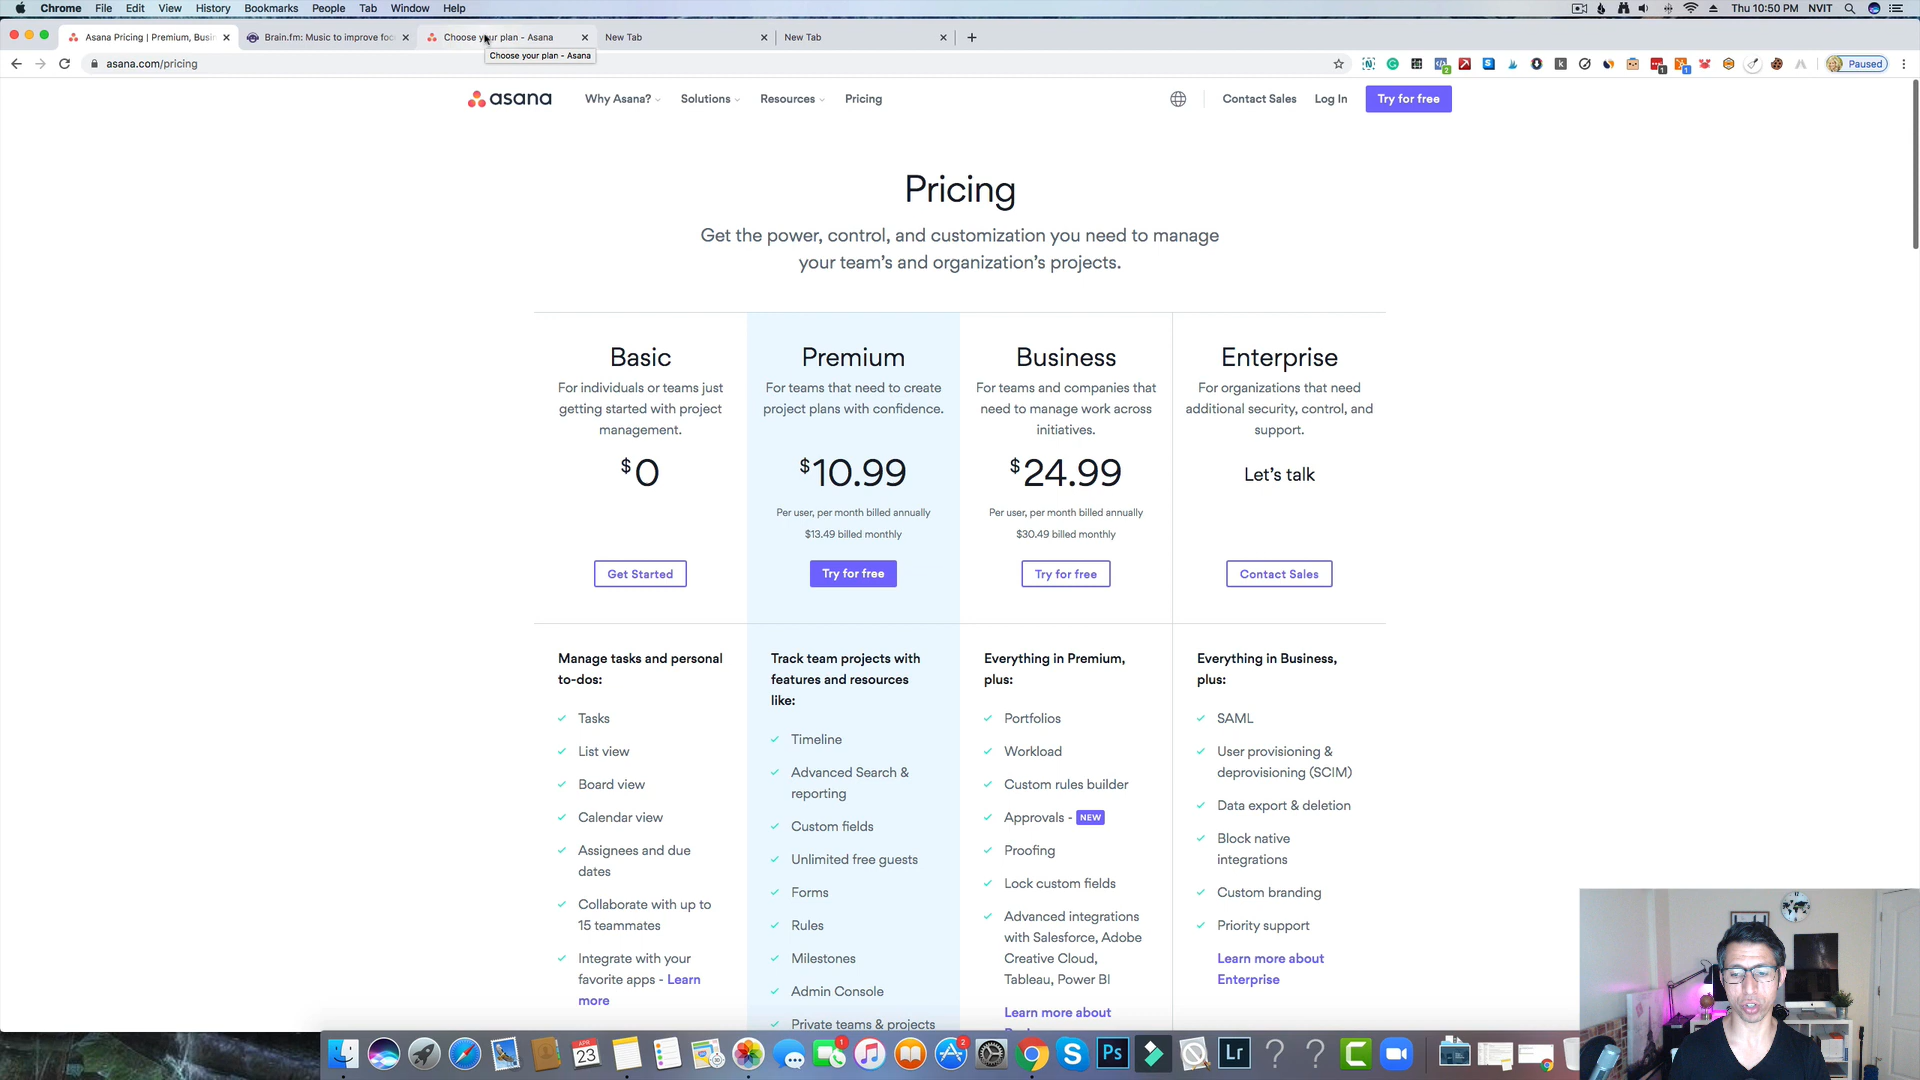 Chrome File Edit View History Bookmarks People Tab Window Help
Thu 10:50 PM NVIT
Asana Pricing | Premium, Busin
Brain.fm: Music to improve foc
Choose your plan - Asana
New Tab
New Tab
Choose your plan - Asana
asana.com/pricing
Paused
asana
Why Asana?
Solutions
Resources
Pricing
Contact Sales
Log In
Try for free
Pricing
Get the power, control, and customization you need to manage
your team's and organization's projects.
Basic
For individuals or teams just
getting started with project
management.
$0
Get Started
Manage tasks and personal
to-dos:
Tasks
List view
Board view
Calendar view
Assignees and due
dates
Collaborate with up to
15 teammates
Integrate with your
favorite apps - Learn
more
Premium
For teams that need to create
project plans with confidence.
$10.99
Per user, per month billed annually
$13.49 billed monthly
Try for free
Track team projects with
features and resources
like:
Timeline
Advanced Search &
reporting
Custom fields
Unlimited free guests
Forms
Rules
Milestones
Admin Console
Private teams & projects
Business
For teams and companies that
need to manage work across
initiatives.
$24.99
Per user, per month billed annually
$30.49 billed monthly
Try for free
Everything in Premium,
plus:
Portfolios
Workload
Custom rules builder
Approvals - NEW
Proofing
Lock custom fields
Advanced integrations
with Salesforce, Adobe
Creative Cloud,
Tableau, Power BI
Learn more about
Enterprise
For organizations that need
additional security, control, and
support.
Let's talk
Contact Sales
Everything in Business,
plus:
SAML
User provisioning &
deprovisioning (SCIM)
Data export & deletion
Block native
integrations
Custom branding
Priority support
Learn more about
Enterprise
APR
23
1
2
Ps
Lr